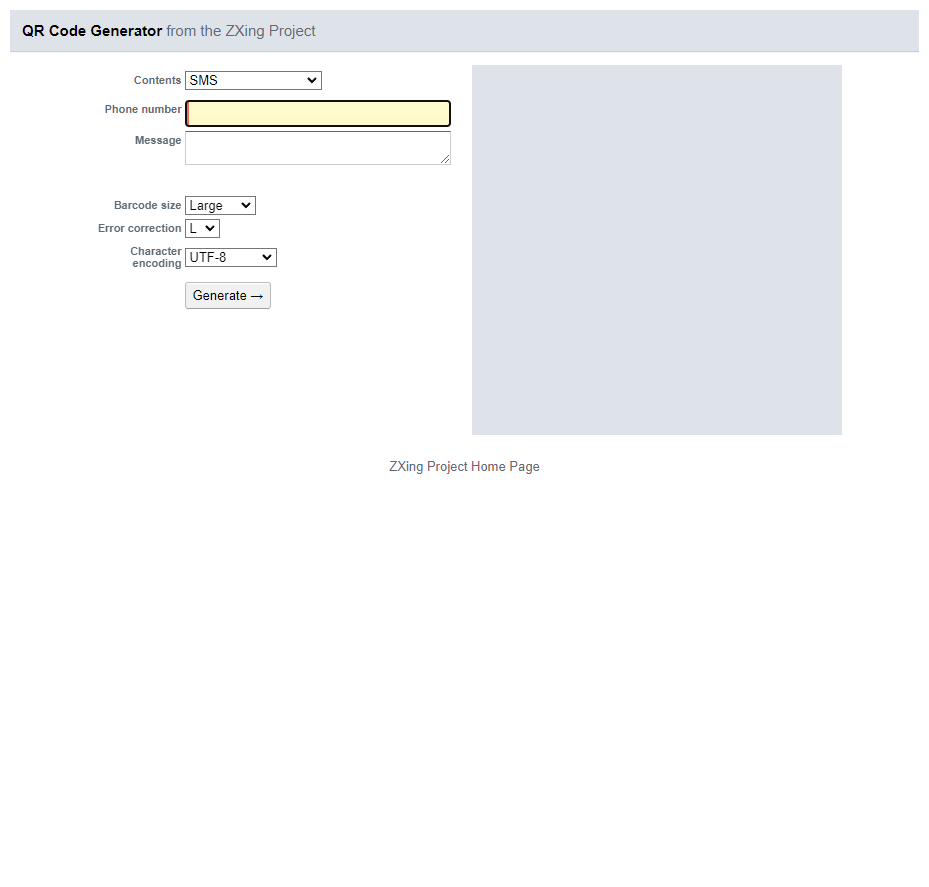 QR Code Generator from the ZXing Project
Contents SMS
Phone number
Message
Barcode size Large
Error correction L
Character
encoding UTF-8
Generate →
ZXing Project Home Page